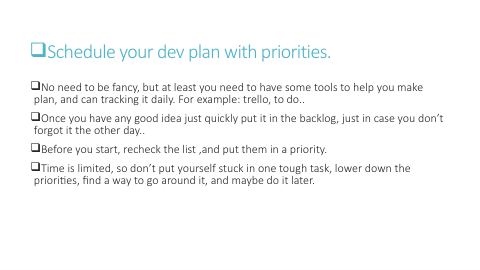 ❑Schedule your dev plan with priorities.
❑No need to be fancy, but at least you need to have some tools to help you make
plan, and can tracking it daily. For example: trello, to do..
❑Once you have any good idea just quickly put it in the backlog, just in case you don’t
forgot it the other day..
❑Before you start, recheck the list ,and put them in a priority.
❑Time is limited, so don’t put yourself stuck in one tough task, lower down the
priorities, find a way to go around it, and maybe do it later.